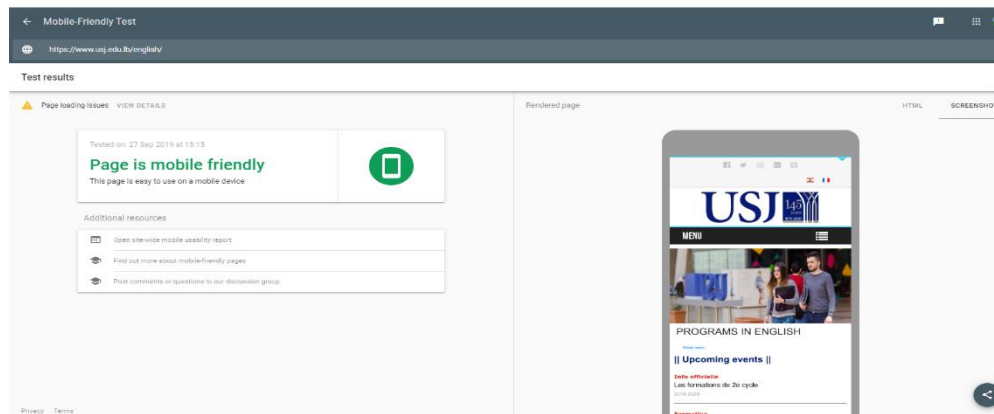 Mobile-Friendly Test
https://www.usj.edu.lb/english/
Test results
Page loading issues VIEW DETAILS
Tested on: 27 Sep 2019 at 15:15
Page is mobile friendly
This page is easy to use on a mobile device
Additional resources
Open site-wide mobile usability report
Find out more about mobile-friendly pages
Post comments or questions to our discussion group
Privacy Terms
Rendered page
HTML
SCREENSHO
USJ 145
MENU
PROGRAMS IN ENGLISH
|| Upcoming events ||
Info officielle
Les formations de 2e cycle
2019-2020
Formation